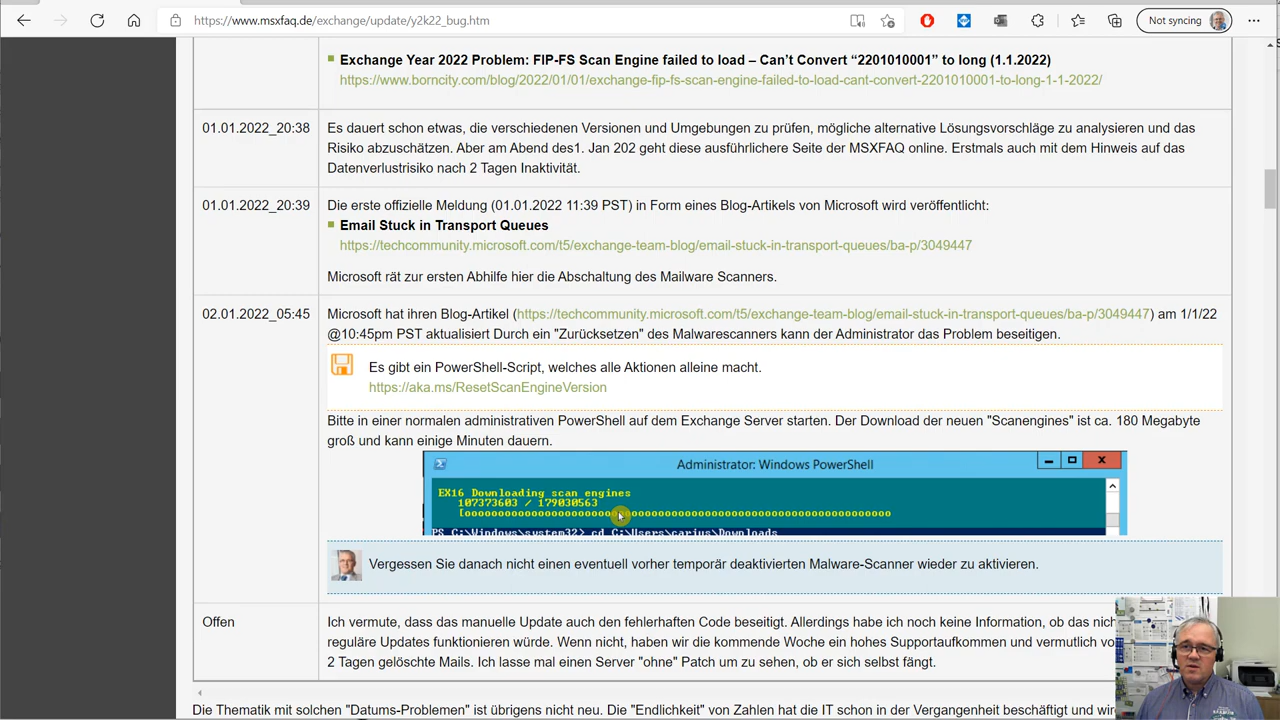 https://www.msxfaq.de/exchange/update/y2k22_bug.htm
Not syncing
Exchange Year 2022 Problem: FIP-FS Scan Engine failed to load – Can't Convert “2201010001” to long (1.1.2022)
https://www.borncity.com/blog/2022/01/01/exchange-fip-fs-scan-engine-failed-to-load-cant-convert-2201010001-to-long-1-1-2022/
01.01.2022_20:38
Es dauert schon etwas, die verschiedenen Versionen und Umgebungen zu prüfen, mögliche alternative Lösungsvorschläge zu analysieren und das
Risiko abzuschätzen. Aber am Abend des1. Jan 202 geht diese ausführlichere Seite der MSXFAQ online. Erstmals auch mit dem Hinweis auf das
Datenverlustrisiko nach 2 Tagen Inaktivität.
01.01.2022_20:39
Die erste offizielle Meldung (01.01.2022 11:39 PST) in Form eines Blog-Artikels von Microsoft wird veröffentlicht:
Email Stuck in Transport Queues
https://techcommunity.microsoft.com/t5/exchange-team-blog/email-stuck-in-transport-queues/ba-p/3049447
Microsoft rät zur ersten Abhilfe hier die Abschaltung des Mailware Scanners.
02.01.2022_05:45
Microsoft hat ihren Blog-Artikel (https://techcommunity.microsoft.com/t5/exchange-team-blog/email-stuck-in-transport-queues/ba-p/3049447) am 1/1/22
@10:45pm PST aktualisiert Durch ein "Zurücksetzen" des Malwarescanners kann der Administrator das Problem beseitigen.
Es gibt ein PowerShell-Script, welches alle Aktionen alleine macht.
https://aka.ms/ResetScanEngineVersion
Bitte in einer normalen administrativen PowerShell auf dem Exchange Server starten. Der Download der neuen "Scanengines" ist ca. 180 Megabyte
groß und kann einige Minuten dauern.
Administrator: Windows PowerShell
EX16 Downloading scan engines
107373603 / 179030563
PS C:\Windows\system32> cd C:\Users\carius\Downloads
Vergessen Sie danach nicht einen eventuell vorher temporär deaktivierten Malware-Scanner wieder zu aktivieren.
Offen
Ich vermute, dass das manuelle Update auch den fehlerhaften Code beseitigt. Allerdings habe ich noch keine Information, ob das nich
reguläre Update
ionieren würde. Wenn nicht, haben wir die kommende Woche ein hohes Supportaufkommen und vermutlich vo
2 Tagen gelöschte Mails. Ich lasse mal einen Server "ohne" Patch um zu sehen, ob er sich selbst fängt.
Die Thematik mit solchen "Datums-Problemen" ist übrigens nicht neu. Die "Endlichkeit" von Zahlen hat die IT schon in der Vergangenheit beschäftigt und wir